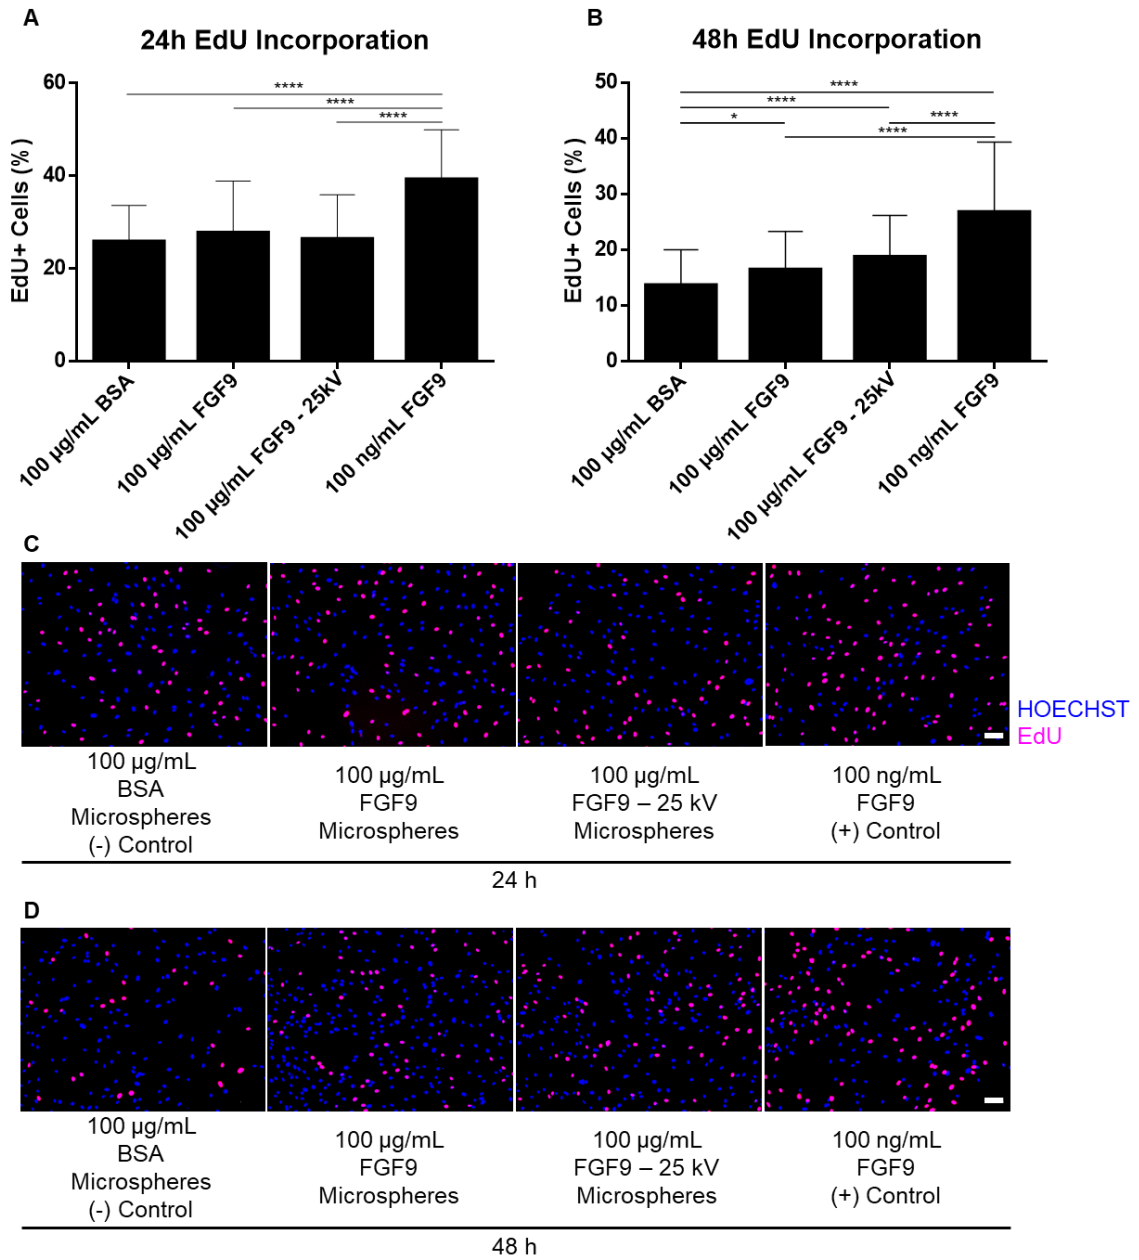 A
24h EdU Incorporation
EdU+ Cells (%)
60
40
20
0
****
****
****
100 µg/mL BSA
100 µg/mL FGF9
100 µg/mL FGF9 - 25kV
100 ng/mL FGF9
B
48h EdU Incorporation
EdU+ Cells (%)
50
40
30
20
10
0
****
****
* ****
****
100 µg/mL BSA
100 µg/mL FGF9
100 µg/mL FGF9 - 25kV
100 ng/mL FGF9
C
HOECHST
EdU
100 µg/mL
BSA
Microspheres
(-) Control
100 µg/mL
FGF9
Microspheres
100 µg/mL
FGF9 – 25 kV
Microspheres
100 ng/mL
FGF9
(+) Control
24 h
D
100 µg/mL
BSA
Microspheres
(-) Control
100 µg/mL
FGF9
Microspheres
100 µg/mL
FGF9 – 25 kV
Microspheres
100 ng/mL
FGF9
(+) Control
48 h